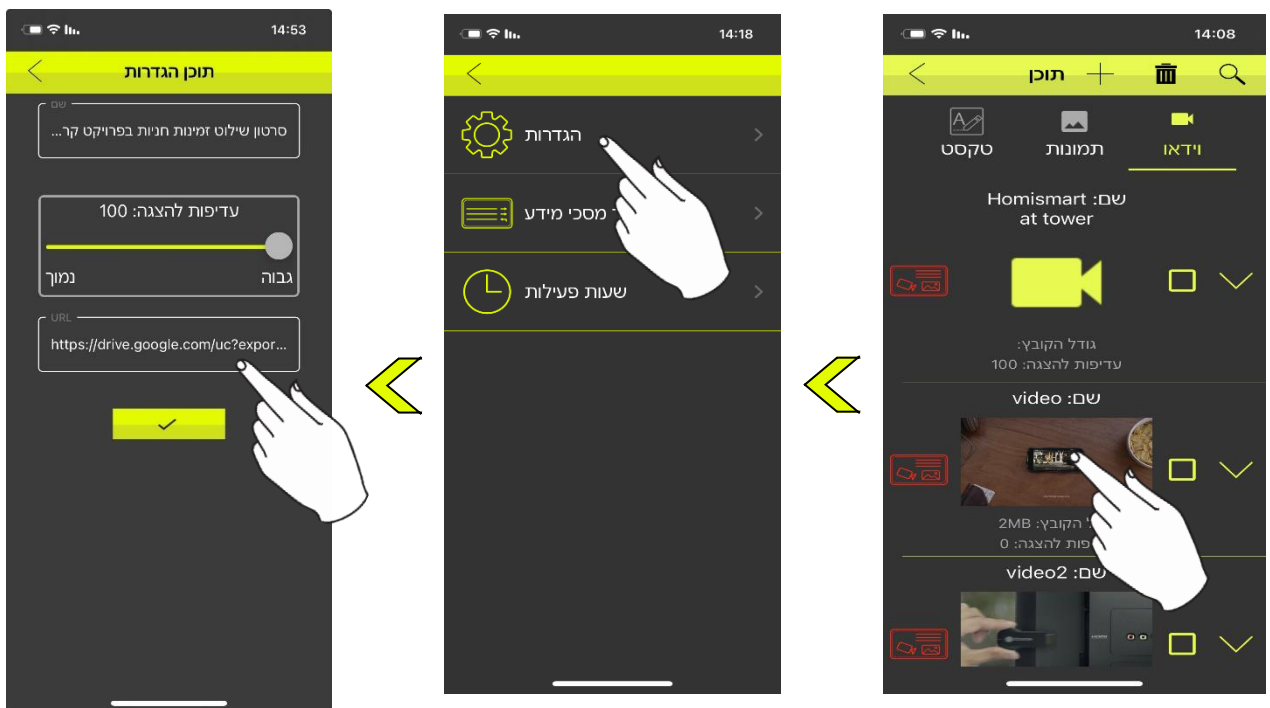 14:08
תוכן
טקסט
תמונות
וידאו
שם: Homismart
at tower
גודל הקובץ:
עדיפות להצגה: 100
שם: video
הקובץ: 2MB
להצגה: 0
שם: video2
14:18
הגדרות
מסכי מידע
שעות פעילות
14:53
תוכן הגדרות
שם
סרטון שילוט זמינות חניות בפרויקט קר...
עדיפות להצגה: 100
גבוה
נמוך
URL
https://drive.google.com/uc?expor...